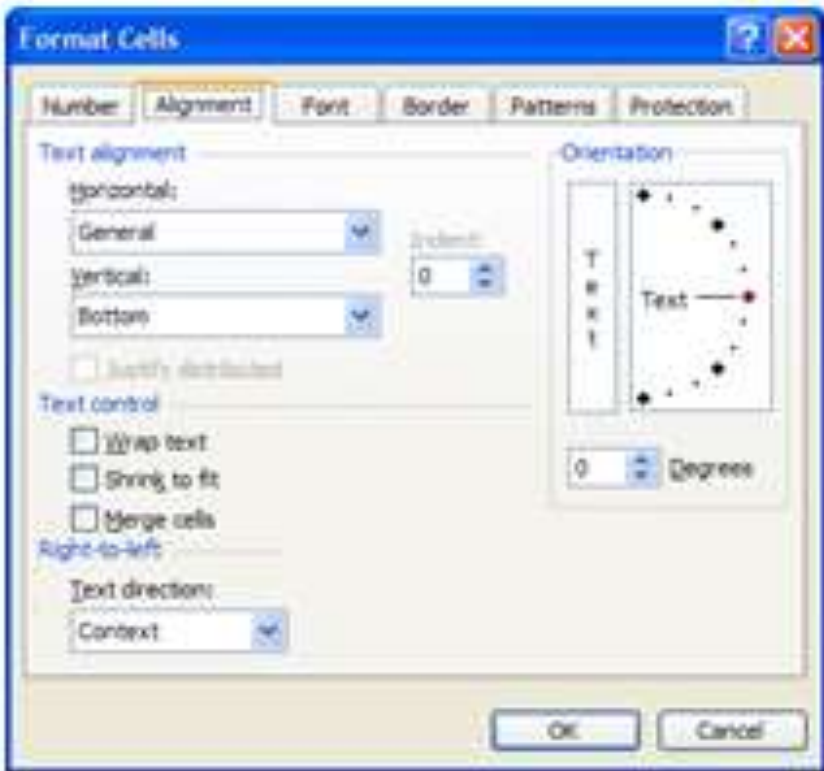 Format Cells
Number Alignment Font Border Patterns Protection
Text alignment
Horizontal:
General
Indent:
0
Vertical:
Bottom
Justify distributed
Text control
Wrap text
Shrink to fit
Merge cells
Right-to-left
Text direction:
Context
Orientation
Text
Text
0 Degrees
OK Cancel